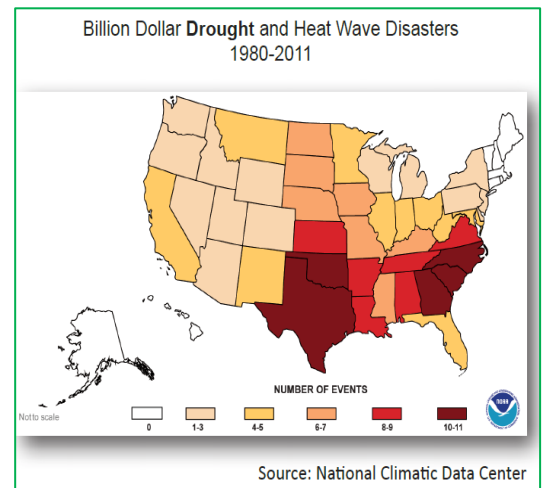 Billion Dollar Drought and Heat Wave Disasters
1980-2011
NUMBER OF EVENTS
Not to scale
0 1-3 4-5 6-7 8-9 10-11
NOAA
Source: National Climatic Data Center